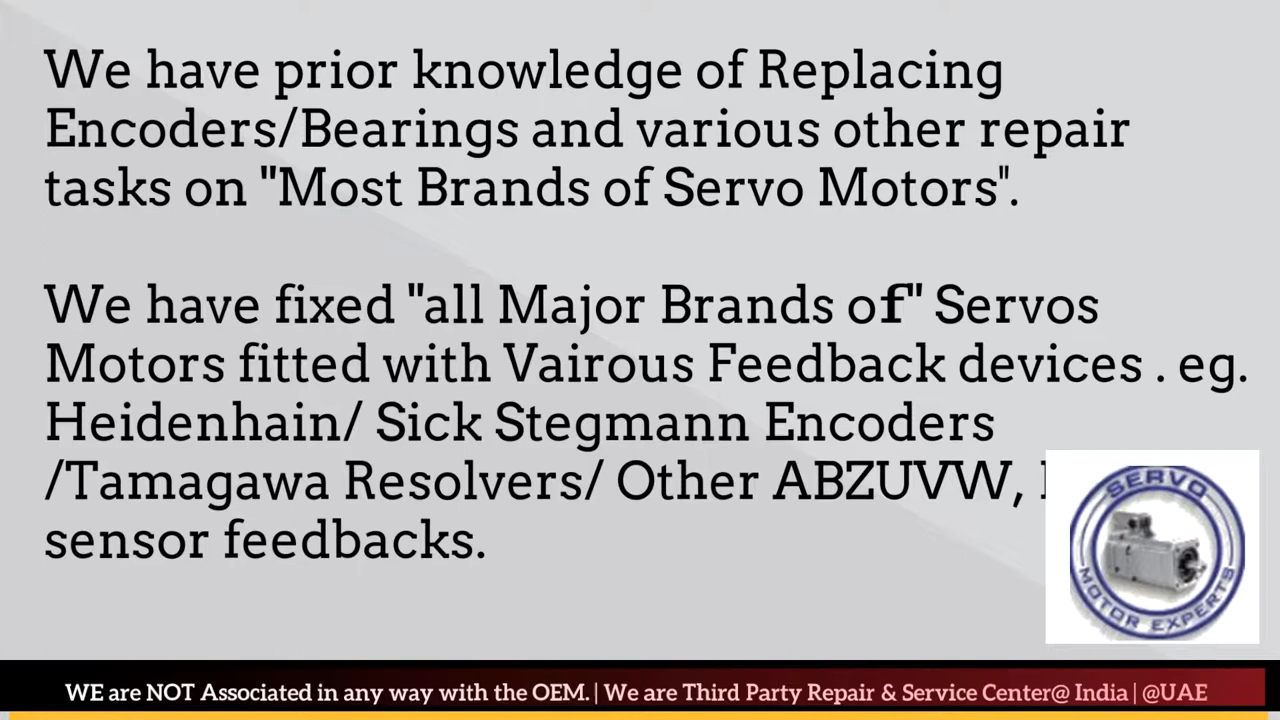 We have prior knowledge of Replacing
Encoders/Bearings and various other repair
tasks on "Most Brands of Servo Motors".
We have fixed "all Major Brands of" Servos
Motors fitted with Vairous Feedback devices . eg.
Heidenhain/ Sick Stegmann Encoders
/Tamagawa Resolvers/ Other ABZUVW,
sensor feedbacks.
SERVO
MOTOR EXPERTS
WE are NOT Associated in any way with the OEM. | We are Third Party Repair & Service Center@ India | @UAE